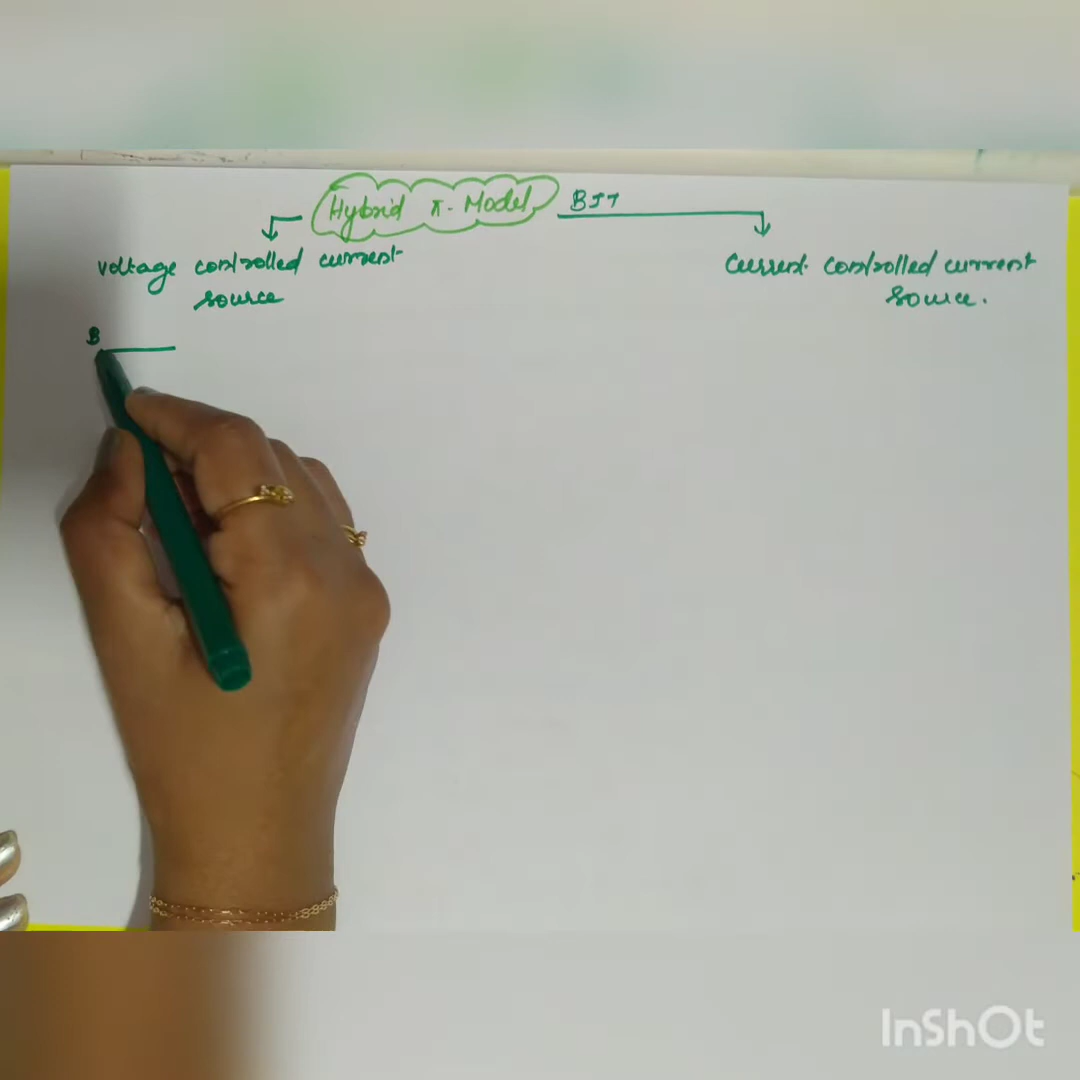 Hybrid π-Model BJT
voltage controlled current
source
current controlled current
source.
B
InShOt